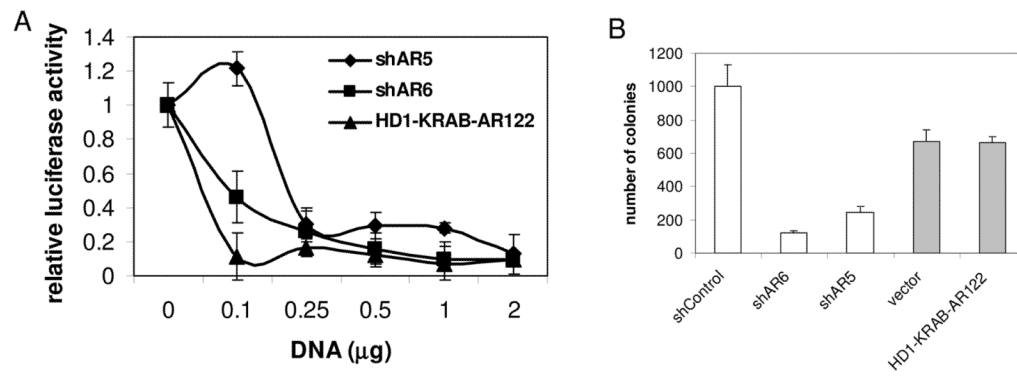 A
relative luciferase activity
1.4
1.2
1
0.8
0.6
0.4
0.2
0
0
0.1
0.25
0.5
1
2
DNA (µg)
shAR5
shAR6
HD1-KRAB-AR122
B
number of colonies
1200
1000
800
600
400
200
0
shControl
shAR6
shAR5
vector
HD1-KRAB-AR122